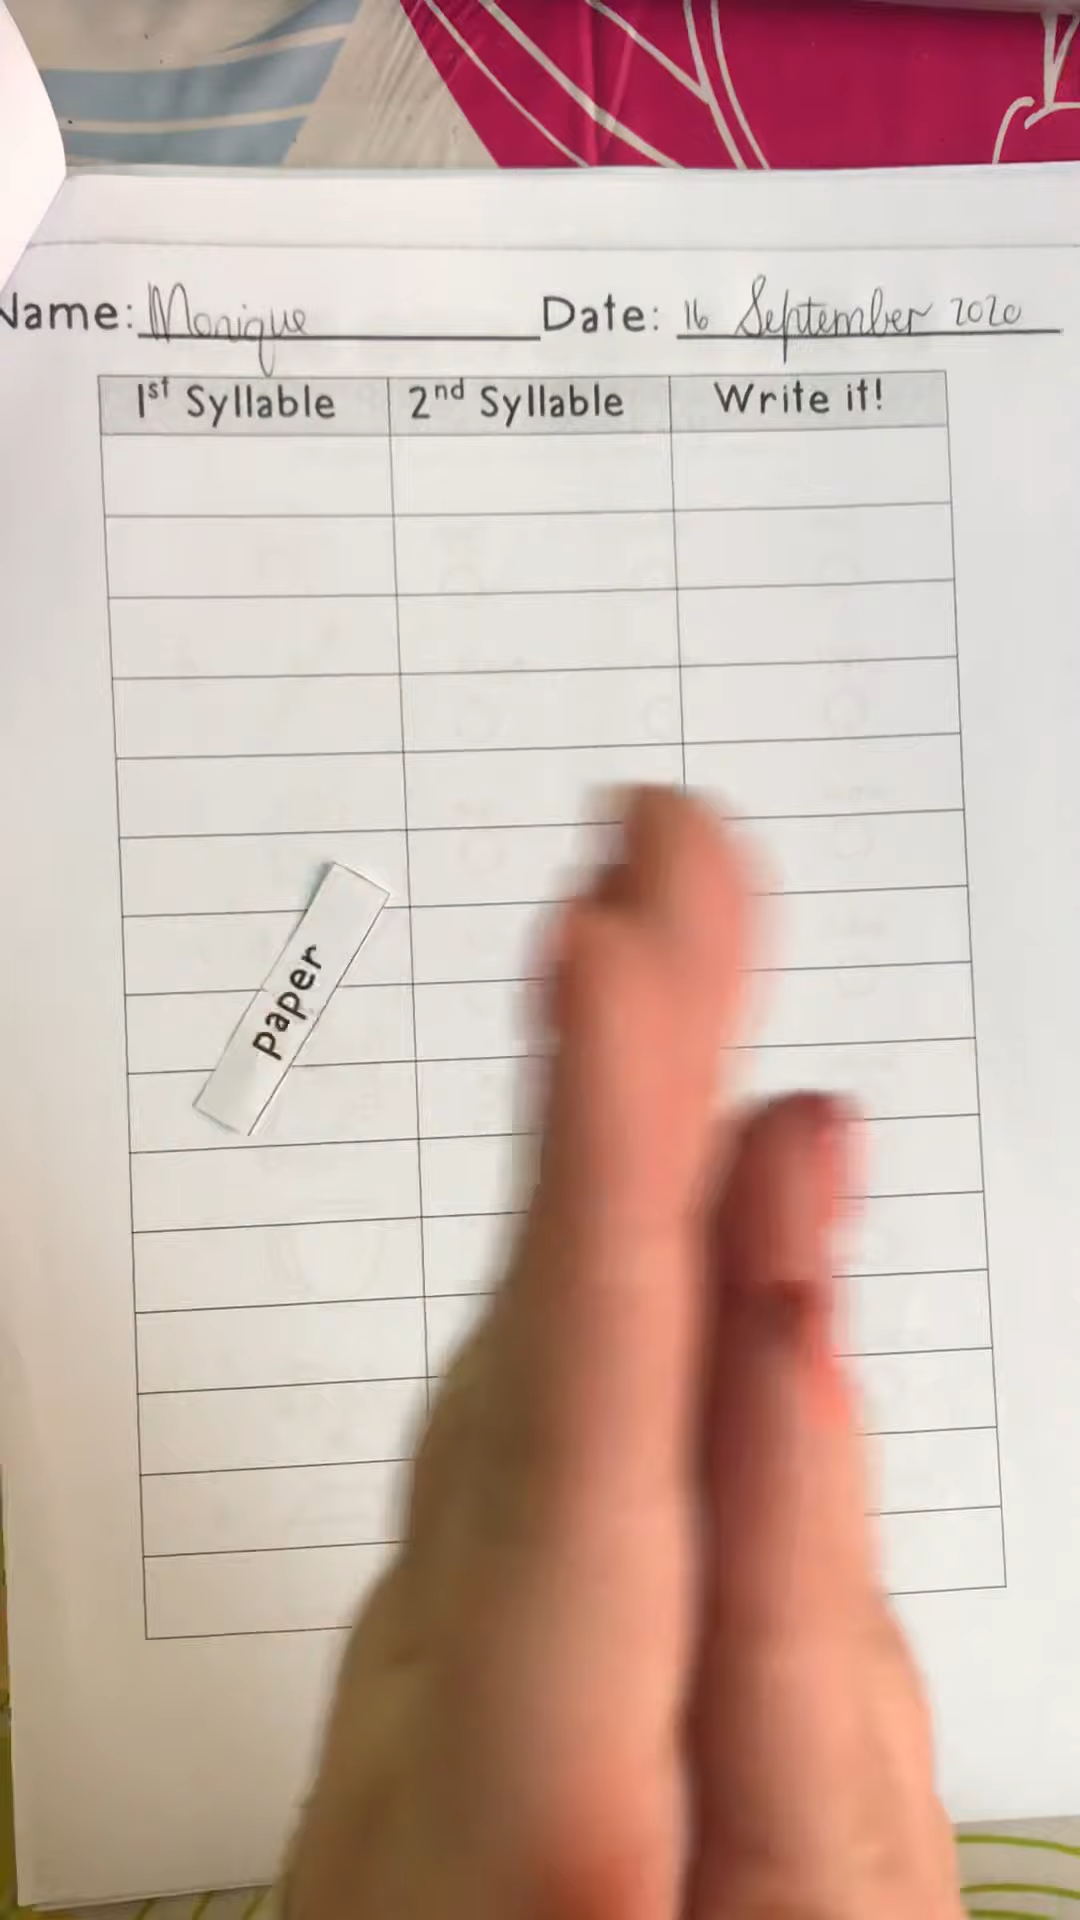 Name: Monique Date: 16 September 2020
1st Syllable 2nd Syllable Write it!
paper